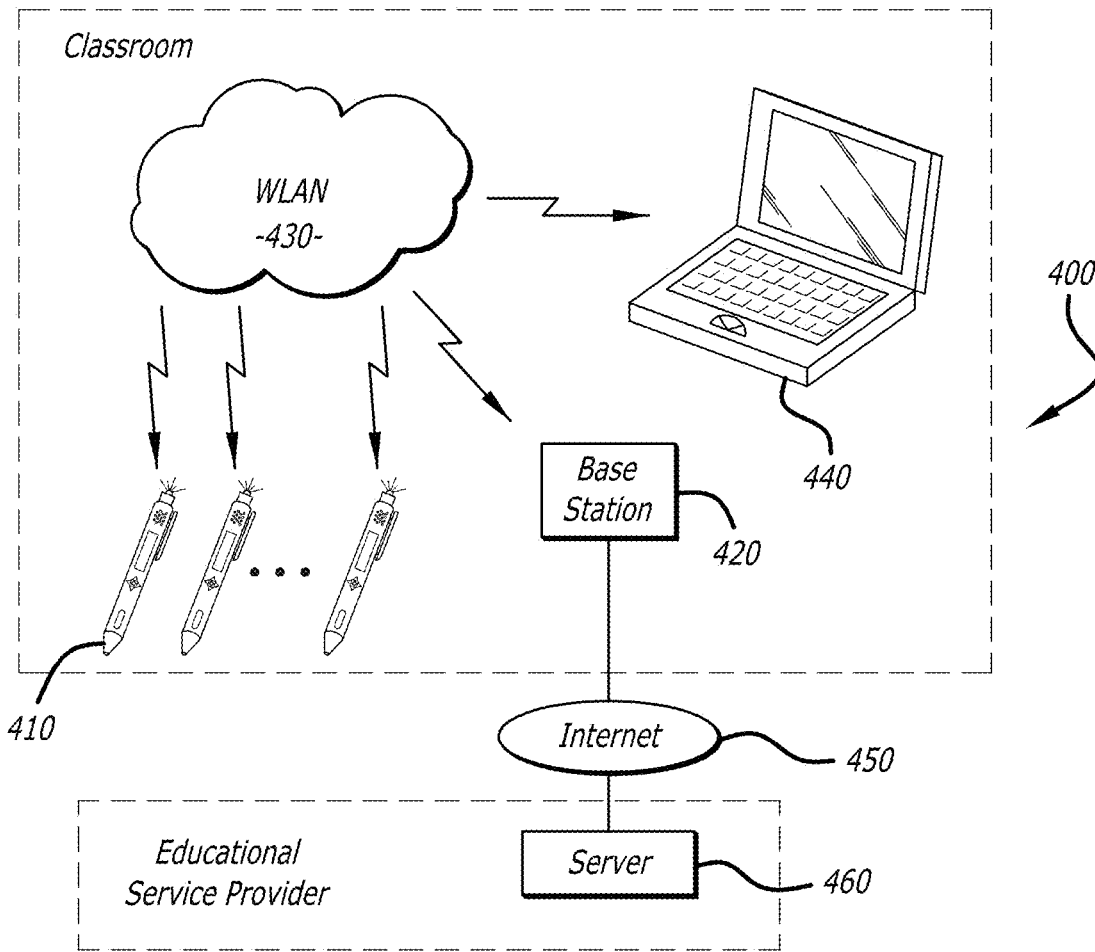 Classroom
WLAN
-430-
400
440
Base
Station
420
410
Internet
450
Educational
Service Provider
Server
460